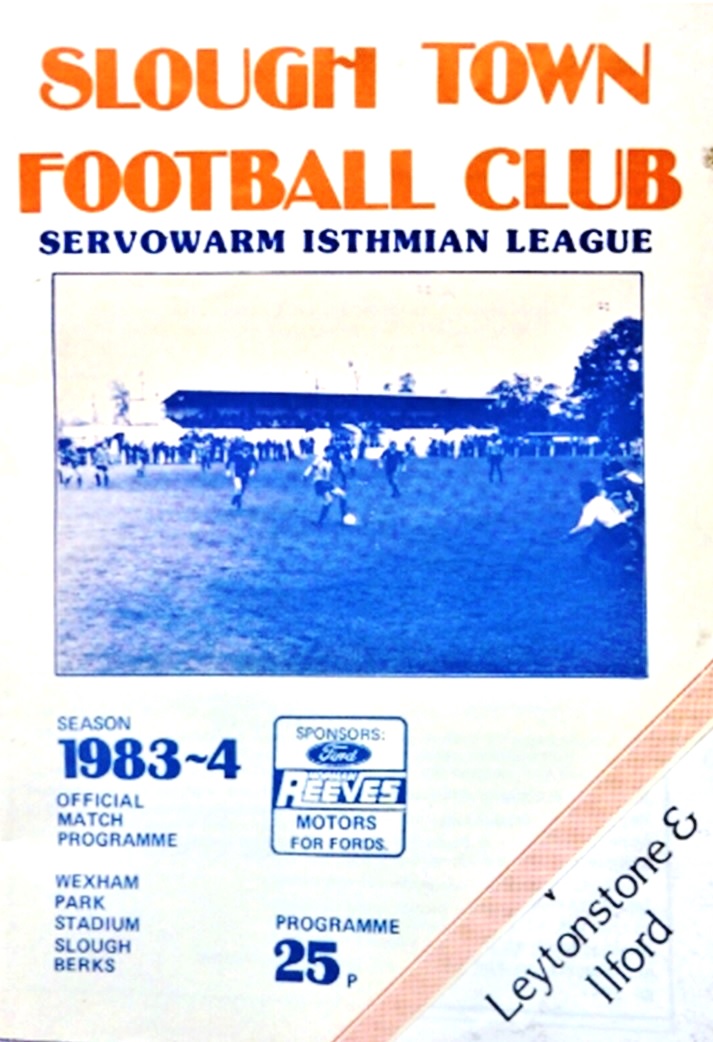 SLOUGH TOWN
FOOTBALL CLUB
SERVOWARM ISTHMIAN LEAGUE
SEASON
1983~4
OFFICIAL
MATCH
PROGRAMME
WEXHAM
PARK
STADIUM
SLOUGH
BERKS
SPONSORS:
Ford
NORMAN
REEVES
MOTORS
FOR FORDS.
PROGRAMME
25P
Leytonstone &
Ilford